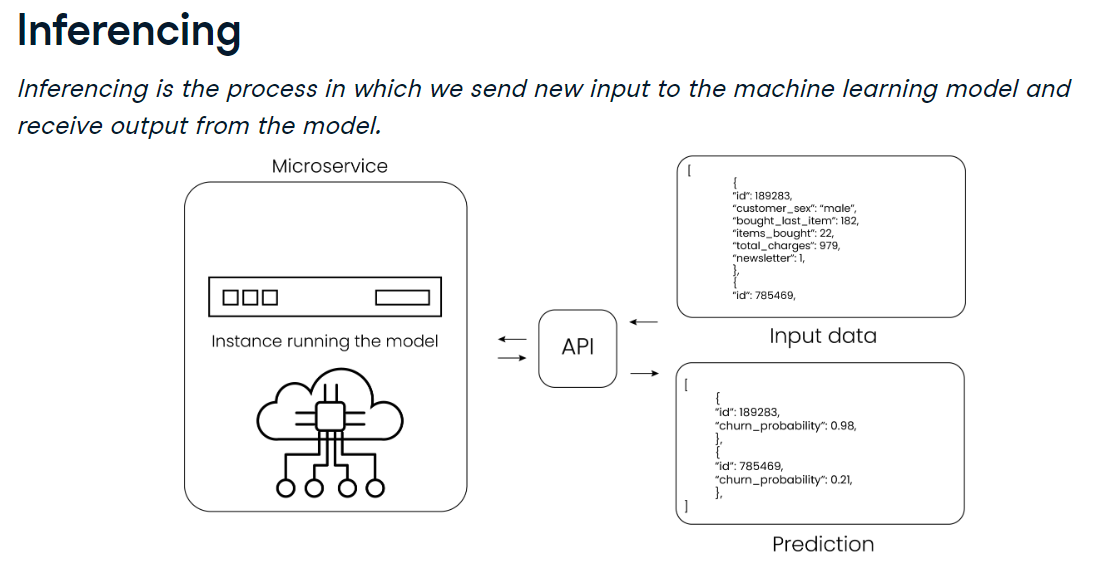 Inferencing
Inferencing is the process in which we send new input to the machine learning model and
receive output from the model.
Microservice
Instance running the model
API
[
{
"id": 189283,
"customer_sex": "male",
"bought_last_item": 182,
"items_bought": 22,
"total_charges": 979,
"newsletter": 1,
},
{
"id": 785469,
Input data
[
{
"id": 189283,
"churn_probability": 0.98,
},
{
"id": 785469,
"churn_probability": 0.21,
},
]
Prediction